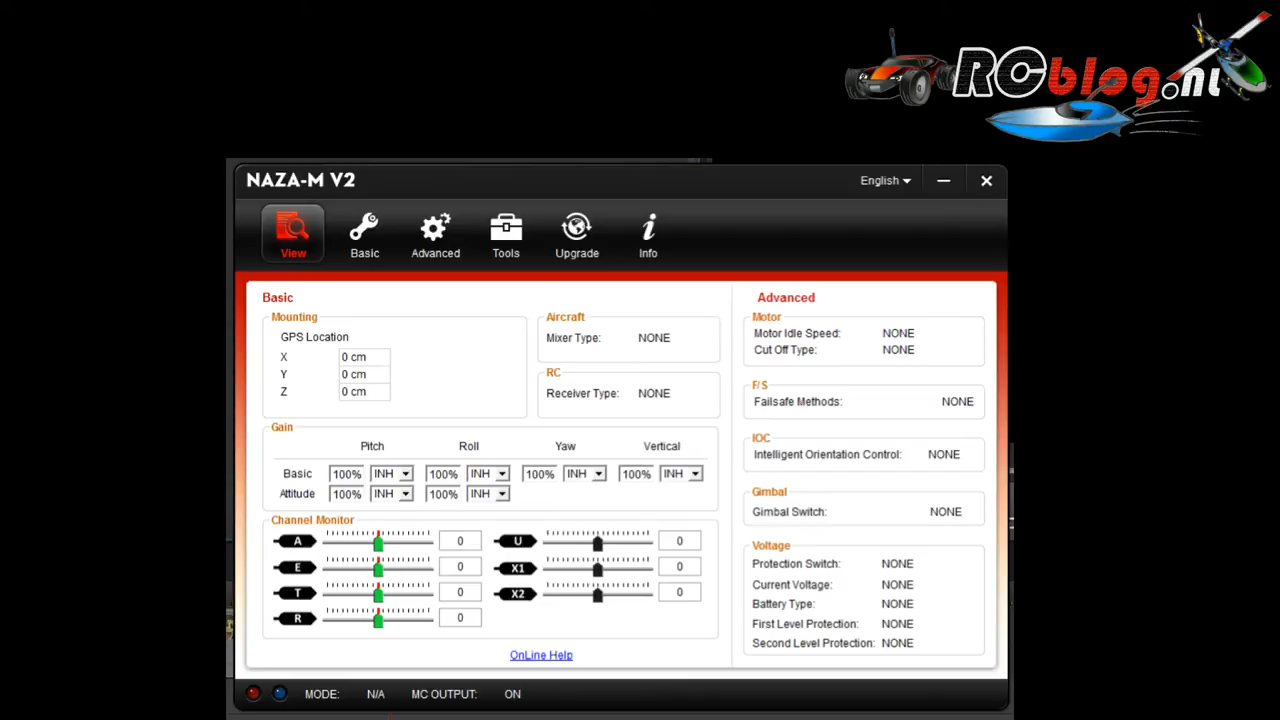 RCblog.nl
NAZA-M V2
English
View
Basic
Advanced
Tools
Upgrade
Info
Basic
Mounting
GPS Location
X 0 cm
Y 0 cm
Z 0 cm
Aircraft
Mixer Type: NONE
RC
Receiver Type: NONE
Gain
Pitch Roll Yaw Vertical
Basic 100% INH 100% INH 100% INH 100% INH
Attitude 100% INH 100% INH
Channel Monitor
A 0 U 0
E 0 X1 0
T 0 X2 0
R 0
OnLine Help
Advanced
Motor
Motor Idle Speed: NONE
Cut Off Type: NONE
F/S
Failsafe Methods: NONE
IOC
Intelligent Orientation Control: NONE
Gimbal
Gimbal Switch: NONE
Voltage
Protection Switch: NONE
Current Voltage: NONE
Battery Type: NONE
First Level Protection: NONE
Second Level Protection: NONE
MODE: N/A MC OUTPUT: ON